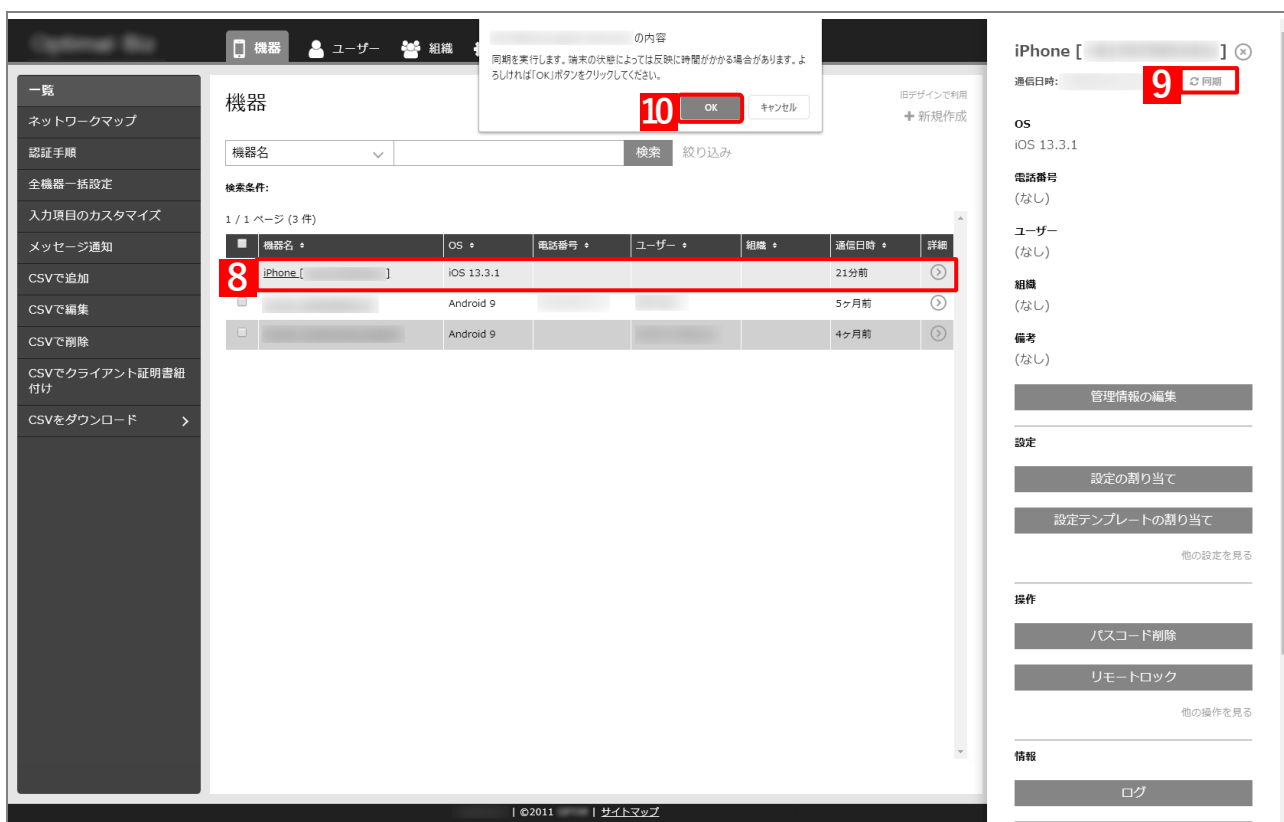 機器
ユーザー
組織
の内容
同期を実行します。端末の状態によっては反映に時間がかかる場合があります。よ
ろしければ「OK」ボタンをクリックしてください。
10
OK
キャンセル
一覧
ネットワークマップ
認証手順
全機器一括設定
入力項目のカスタマイズ
メッセージ通知
CSVで追加
CSVで編集
CSVで削除
CSVでクライアント証明書紐
付け
CSVをダウンロード
機器
旧デザインで利用
新規作成
機器名
検索
絞り込み
検索条件:
1 / 1 ページ (3 件)
機器名 OS 電話番号 ユーザー 組織 通信日時 詳細
8
iPhone [ ] iOS 13.3.1 21分前
Android 9 5ヶ月前
Android 9 4ヶ月前
iPhone [ ]
通信日時:
9
同期
OS
iOS 13.3.1
電話番号
(なし)
ユーザー
(なし)
組織
(なし)
備考
(なし)
管理情報の編集
設定
設定の割り当て
設定テンプレートの割り当て
他の設定を見る
操作
パスコード削除
リモートロック
他の操作を見る
情報
ログ
| ©2011 | サイトマップ